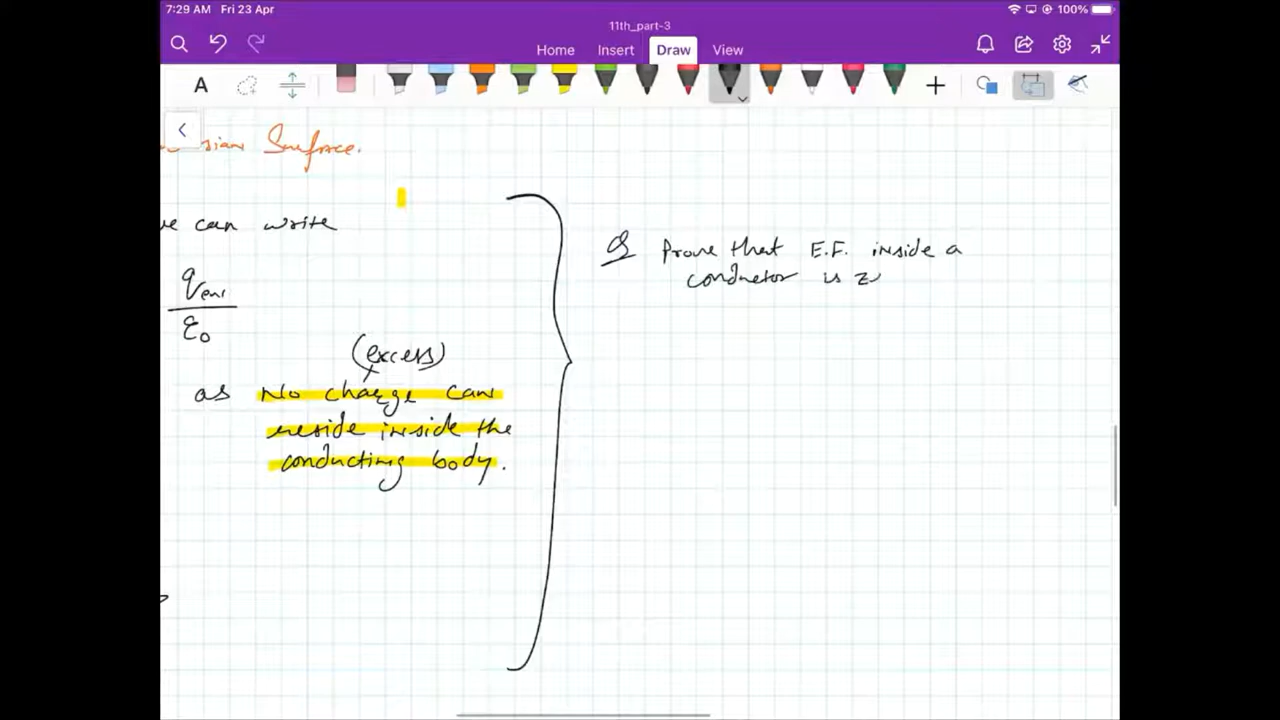 7:29 AM Fri 23 Apr
100%
11th_part-3
Home Insert Draw View
A
Surface.
we can write
qenc
ε0
(excess)
as No charge can
reside inside the
conducting body.
Q Prove that E.F. inside a
conductor is z